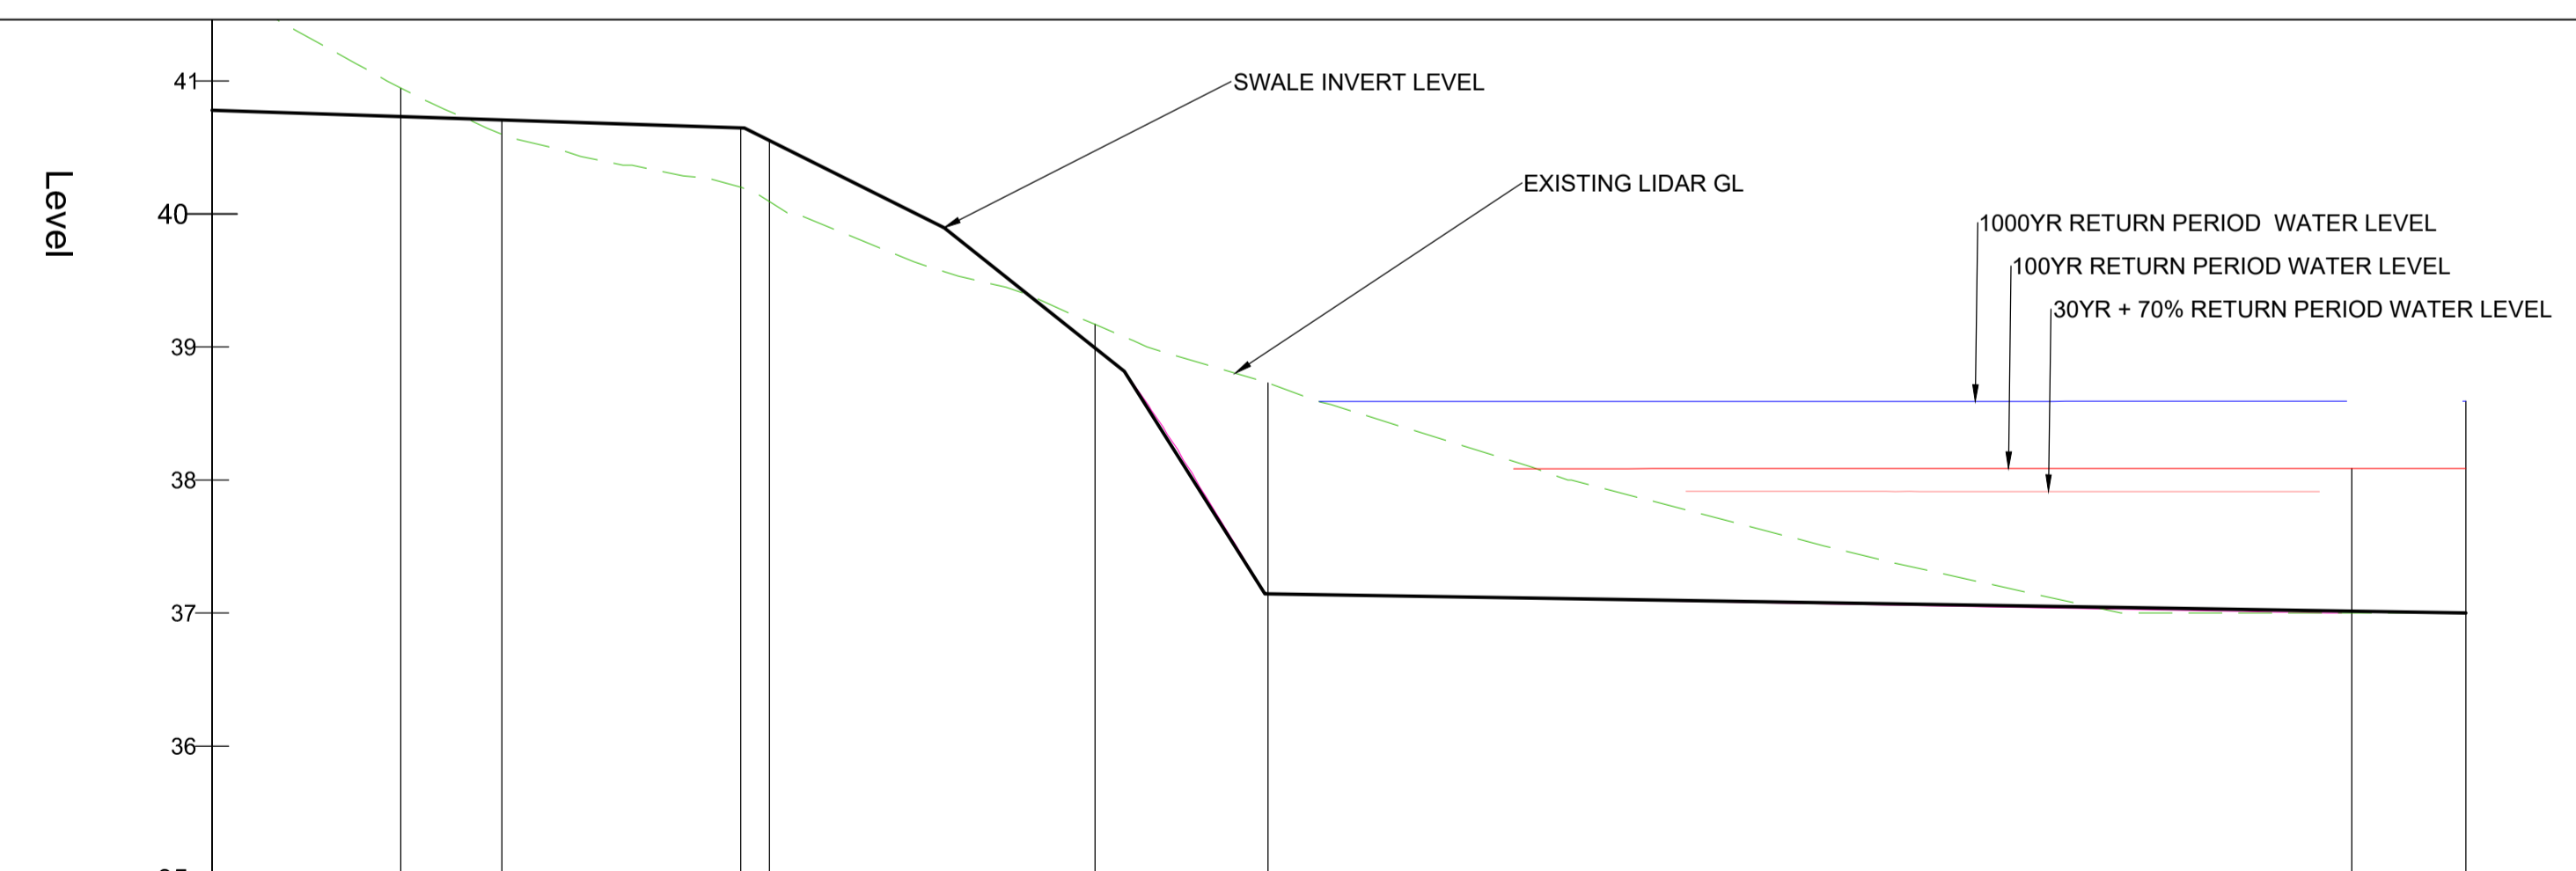 41
SWALE INVERT LEVEL
Level
EXISTING LIDAR GL
40
1000YR RETURN PERIOD  WATER LEVEL
100YR RETURN PERIOD WATER LEVEL
30YR + 70% RETURN PERIOD WATER LEVEL
39
38
37
36